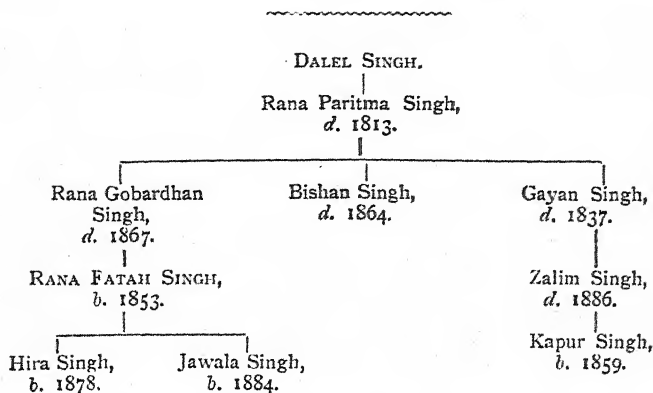 DALEL SINGH.
Rana Paritma Singh,
d. 1813.
Rana Gobardhan
Singh,
d. 1867.
Bishan Singh,
d. 1864.
Gayan Singh,
d. 1837.
RANA FATAH SINGH,
b. 1853.
Zalim Singh,
d. 1886.
Hira Singh,
b. 1878.
Jawala Singh,
b. 1884.
Kapur Singh,
b. 1859.